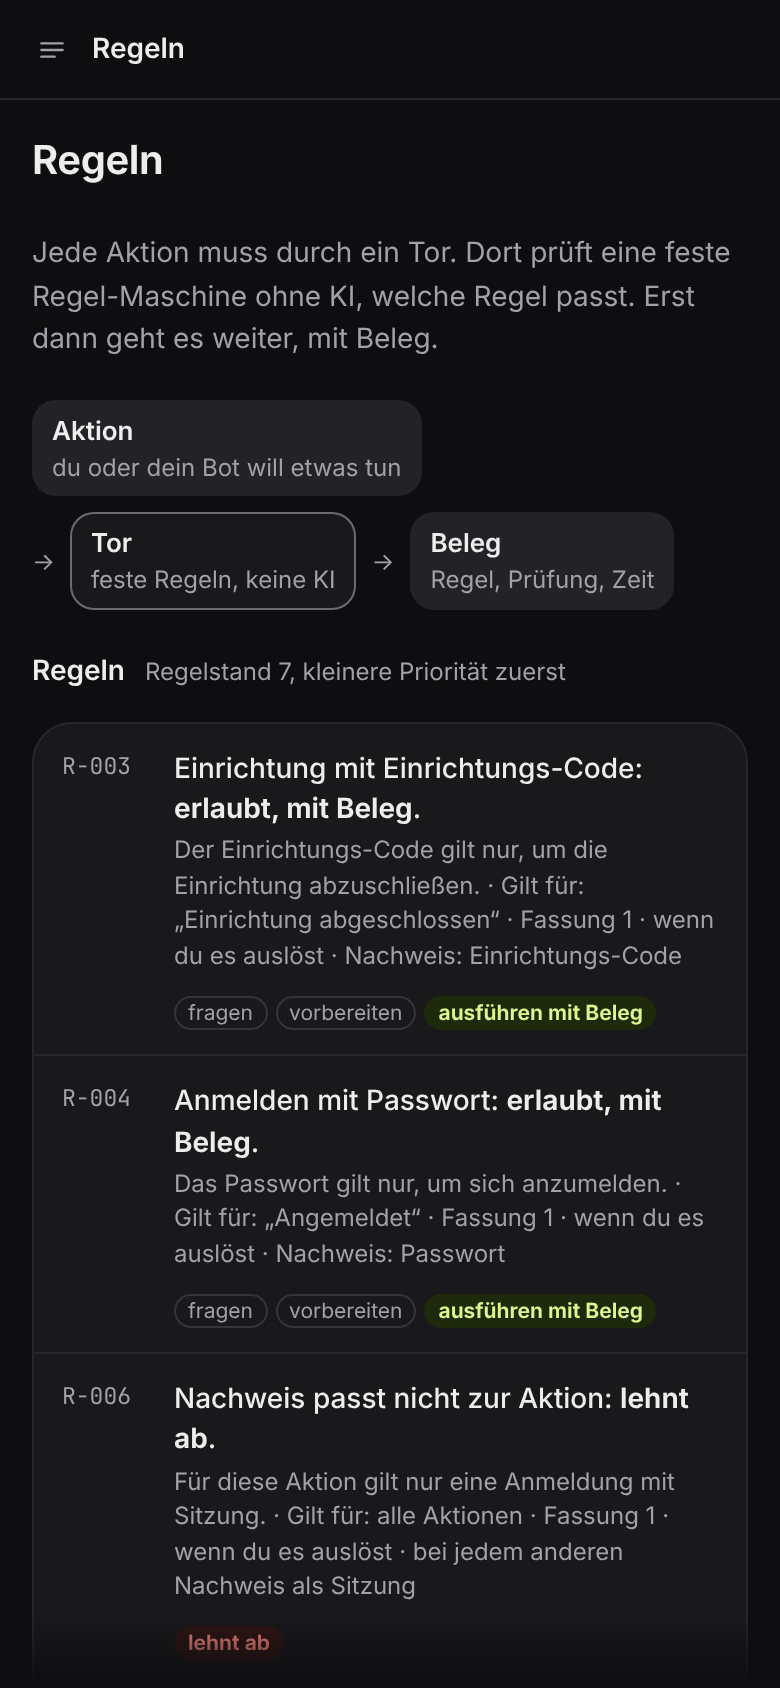 Regeln
Regeln
Jede Aktion muss durch ein Tor. Dort prüft eine feste
Regel-Maschine ohne KI, welche Regel passt. Erst
dann geht es weiter, mit Beleg.
Aktion
du oder dein Bot will etwas tun
→ Tor
feste Regeln, keine KI
→ Beleg
Regel, Prüfung, Zeit
Regeln Regelstand 7, kleinere Priorität zuerst
R-003
Einrichtung mit Einrichtungs-Code:
erlaubt, mit Beleg.
Der Einrichtungs-Code gilt nur, um die
Einrichtung abzuschließen. · Gilt für:
„Einrichtung abgeschlossen“ · Fassung 1 · wenn
du es auslöst · Nachweis: Einrichtungs-Code
fragen vorbereiten ausführen mit Beleg
R-004
Anmelden mit Passwort: erlaubt, mit
Beleg.
Das Passwort gilt nur, um sich anzumelden. ·
Gilt für: „Angemeldet“ · Fassung 1 · wenn du es
auslöst · Nachweis: Passwort
fragen vorbereiten ausführen mit Beleg
R-006
Nachweis passt nicht zur Aktion: lehnt
ab.
Für diese Aktion gilt nur eine Anmeldung mit
Sitzung. · Gilt für: alle Aktionen · Fassung 1 ·
wenn du es auslöst · bei jedem anderen
Nachweis als Sitzung
lehnt ab